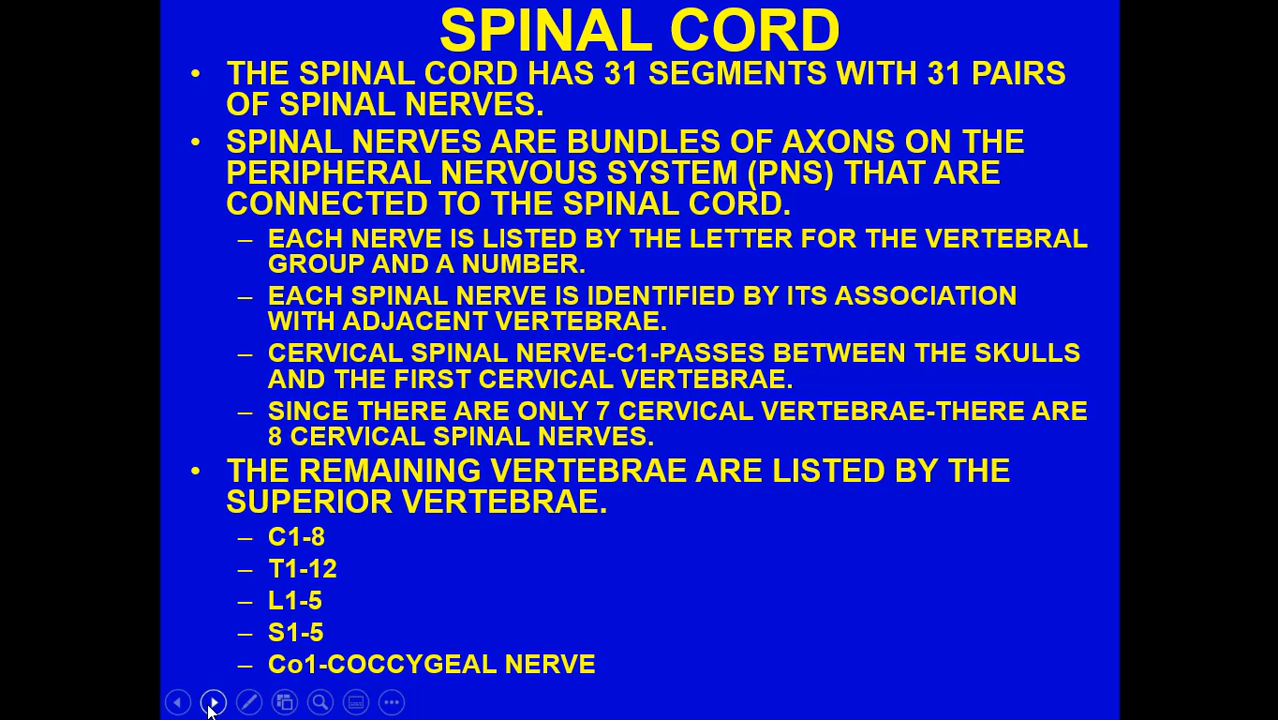 SPINAL CORD
• THE SPINAL CORD HAS 31 SEGMENTS WITH 31 PAIRS
OF SPINAL NERVES.
• SPINAL NERVES ARE BUNDLES OF AXONS ON THE
PERIPHERAL NERVOUS SYSTEM (PNS) THAT ARE
CONNECTED TO THE SPINAL CORD.
– EACH NERVE IS LISTED BY THE LETTER FOR THE VERTEBRAL
GROUP AND A NUMBER.
– EACH SPINAL NERVE IS IDENTIFIED BY ITS ASSOCIATION
WITH ADJACENT VERTEBRAE.
– CERVICAL SPINAL NERVE-C1-PASSES BETWEEN THE SKULLS
AND THE FIRST CERVICAL VERTEBRAE.
– SINCE THERE ARE ONLY 7 CERVICAL VERTEBRAE-THERE ARE
8 CERVICAL SPINAL NERVES.
• THE REMAINING VERTEBRAE ARE LISTED BY THE
SUPERIOR VERTEBRAE.
– C1-8
– T1-12
– L1-5
– S1-5
– Co1-COCCYGEAL NERVE